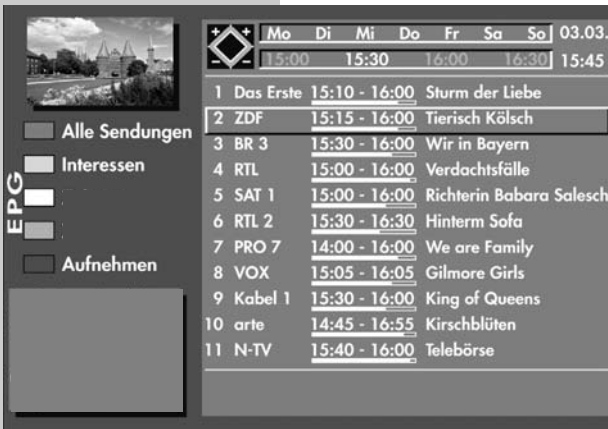 Mo Di Mi Do Fr Sa So 03.03.
15:00 15:30 16:00 16:30 15:45
EPG
Alle Sendungen
Interessen
Aufnehmen
1 Das Erste 15:10 - 16:00 Sturm der Liebe
2 ZDF 15:15 - 16:00 Tierisch Kölsch
3 BR 3 15:30 - 16:00 Wir in Bayern
4 RTL 15:00 - 16:00 Verdachtsfälle
5 SAT 1 15:00 - 16:00 Richterin Babara Salesch
6 RTL 2 15:30 - 16:30 Hinterm Sofa
7 PRO 7 14:00 - 16:00 We are Family
8 VOX 15:05 - 16:05 Gilmore Girls
9 Kabel 1 15:30 - 16:00 King of Queens
10 arte 14:45 - 16:55 Kirschblüten
11 N-TV 15:40 - 16:00 Telebörse